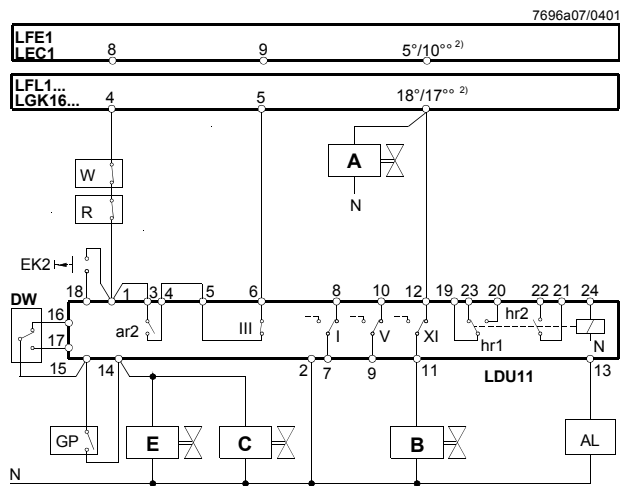 7696a07/0401
LFE1
LEC1
8 9 5°/10°° 2)
LFL1...
LGK16...
4 5 18°/17°° 2)
A
N
W
R
EK2
18 1 3 4 5 6 8 10 12 19 23 20 22 21 24
DW
16
17
ar2 III I V XI hr1 hr2 N
15 14 2 7 9 11 LDU11 13
GP E C B AL
N